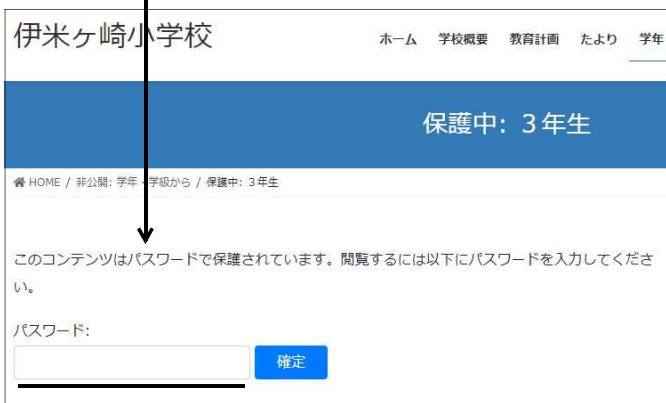 伊米ヶ崎小学校
ホーム 学校概要 教育計画 たより 学年
保護中: 3年生
HOME / 非公開: 学年・学級から / 保護中: 3年生
このコンテンツはパスワードで保護されています。閲覧するには以下にパスワードを入力してくださ
い。
パスワード:
確定